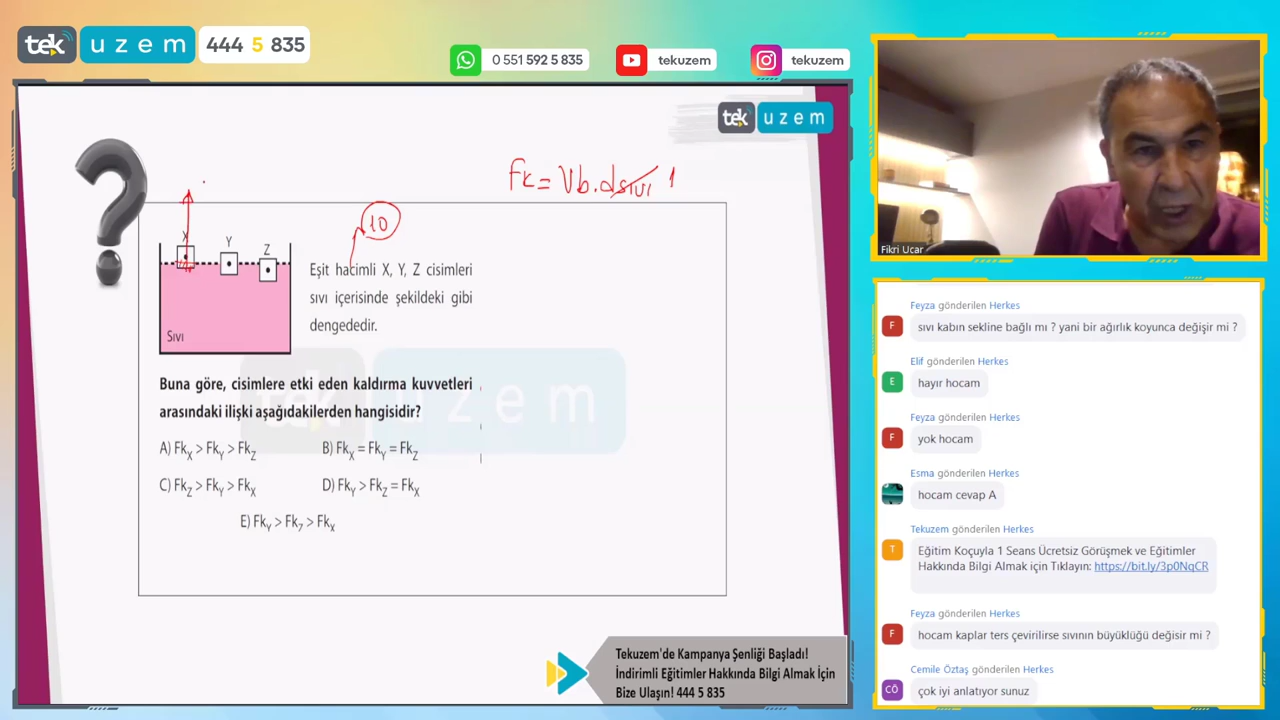 tek uzem 444 5 835
0 551 592 5 835
tekuzem
tekuzem
tek uzem
Fk = Vb.dsıvı 1
10
X
Y
Z
Sıvı
Eşit hacimli X, Y, Z cisimleri
sıvı içerisinde şekildeki gibi
dengededir.
Buna göre, cisimlere etki eden kaldırma kuvvetleri
arasındaki ilişki aşağıdakilerden hangisidir?
A) FkX > FkY > FkZ
B) FkX = FkY = FkZ
C) FkZ > FkY > FkX
D) FkY > FkZ = FkX
E) FkY > FkZ > FkX
tek uzem
Tekuzem'de Kampanya Şenliği Başladı!
İndirimli Eğitimler Hakkında Bilgi Almak İçin
Bize Ulaşın! 444 5 835
Fikri Ucar
Feyza gönderilen Herkes
F
sıvı kabın sekline bağlı mı ? yani bir ağırlık koyunca değişir mi ?
Elif gönderilen Herkes
E
hayır hocam
Feyza gönderilen Herkes
F
yok hocam
Esma gönderilen Herkes
hocam cevap A
Tekuzem gönderilen Herkes
T
Eğitim Koçuyla 1 Seans Ücretsiz Görüşmek ve Eğitimler
Hakkında Bilgi Almak için Tıklayın: https://bit.ly/3p0NqCR
Feyza gönderilen Herkes
F
hocam kaplar ters çevirilirse sıvının büyüklüğü değisir mi ?
Cemile Öztaş gönderilen Herkes
CÖ
çok iyi anlatıyor sunuz